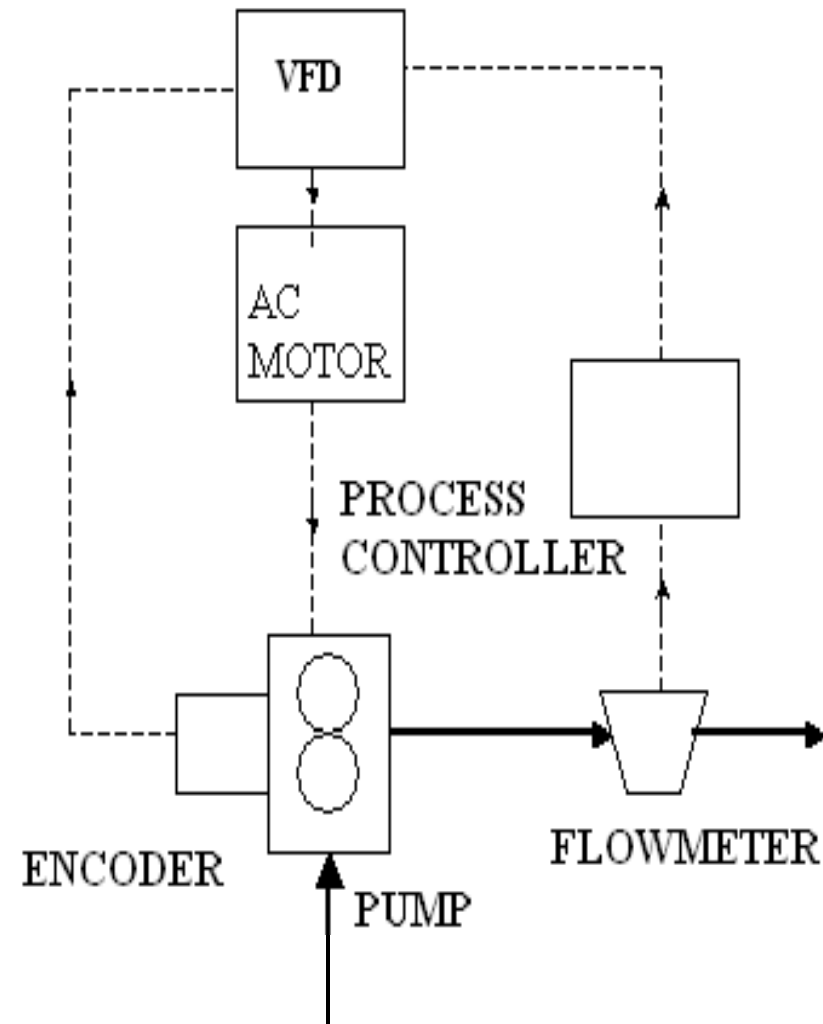 VFD
AC
MOTOR
PROCESS
CONTROLLER
ENCODER
FLOWMETER
PUMP